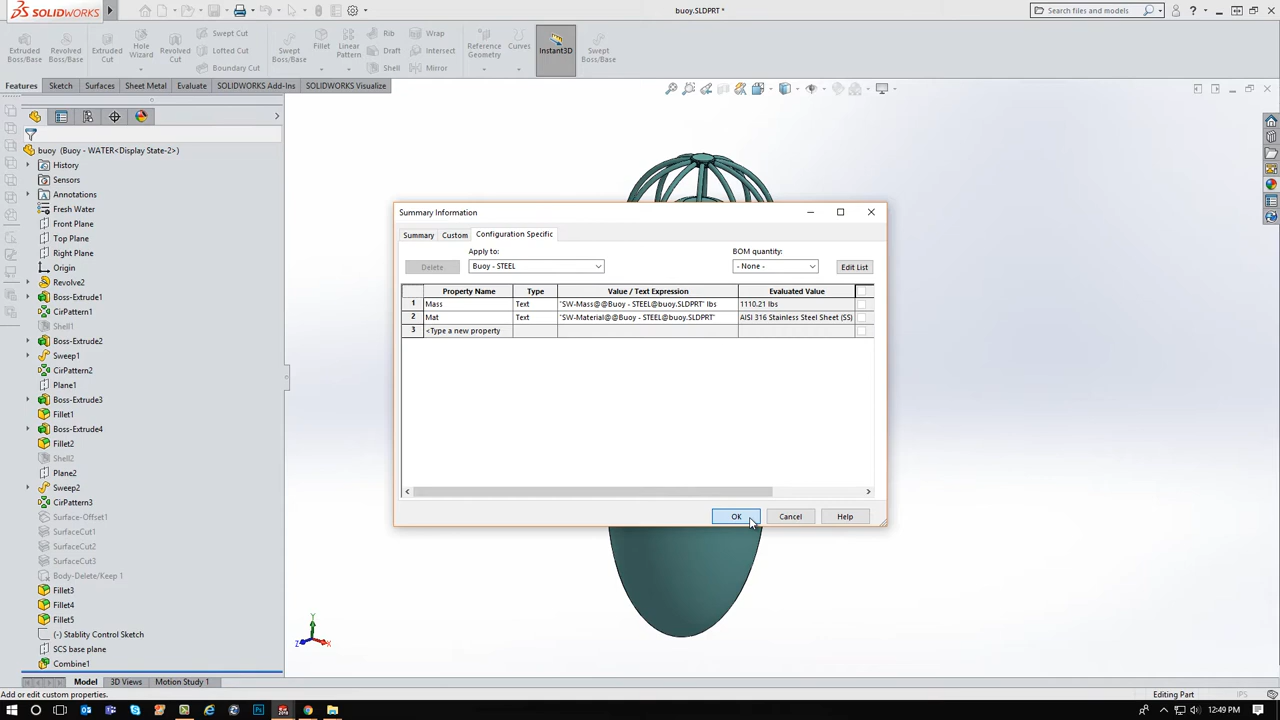 SOLIDWORKS
buoy.SLDPRT *
Search files and memories
Extruded Boss/Base
Revolved Boss/Base
Extruded Cut
Hole Wizard
Revolved Cut
Swept Cut
Lofted Cut
Boundary Cut
Swept Boss/Base
Fillet
Linear Pattern
Rib
Draft
Shell
Wrap
Intersect
Mirror
Reference Geometry
Curves
Instant3D
Swept Boss/Base
Features Sketch Surfaces Sheet Metal Evaluate SOLIDWORKS Add-Ins SOLIDWORKS Visualize
buoy (Buoy - WATER<Display State-2>)
History
Sensors
Annotations
Fresh Water
Front Plane
Top Plane
Right Plane
Origin
Revolve2
Boss-Extrude1
CirPattern1
Shell1
Boss-Extrude2
Sweep1
CirPattern2
Plane1
Boss-Extrude3
Fillet1
Boss-Extrude4
Fillet2
Shell2
Plane2
Sweep2
CirPattern3
Surface-Offset1
SurfaceCut1
SurfaceCut2
SurfaceCut3
Body-Delete/Keep 1
Fillet3
Fillet4
Fillet5
(-) Stablity Control Sketch
SCS base plane
Combine1
Summary Information
Summary Custom Configuration Specific
Apply to: BOM quantity:
Delete Buoy - STEEL - None - Edit List
Property Name Type Value / Text Expression Evaluated Value
1 Mass Text "SW-Mass@@Buoy - STEEL@buoy.SLDPRT" lbs 1110.21 lbs
2 Mat Text "SW-Material@@Buoy - STEEL@buoy.SLDPRT" AISI 316 Stainless Steel Sheet (SS)
3 <Type a new property
OK Cancel Help
Y
Z X
Model 3D Views Motion Study 1
Add or edit custom properties. Editing Part IPS
12:49 PM